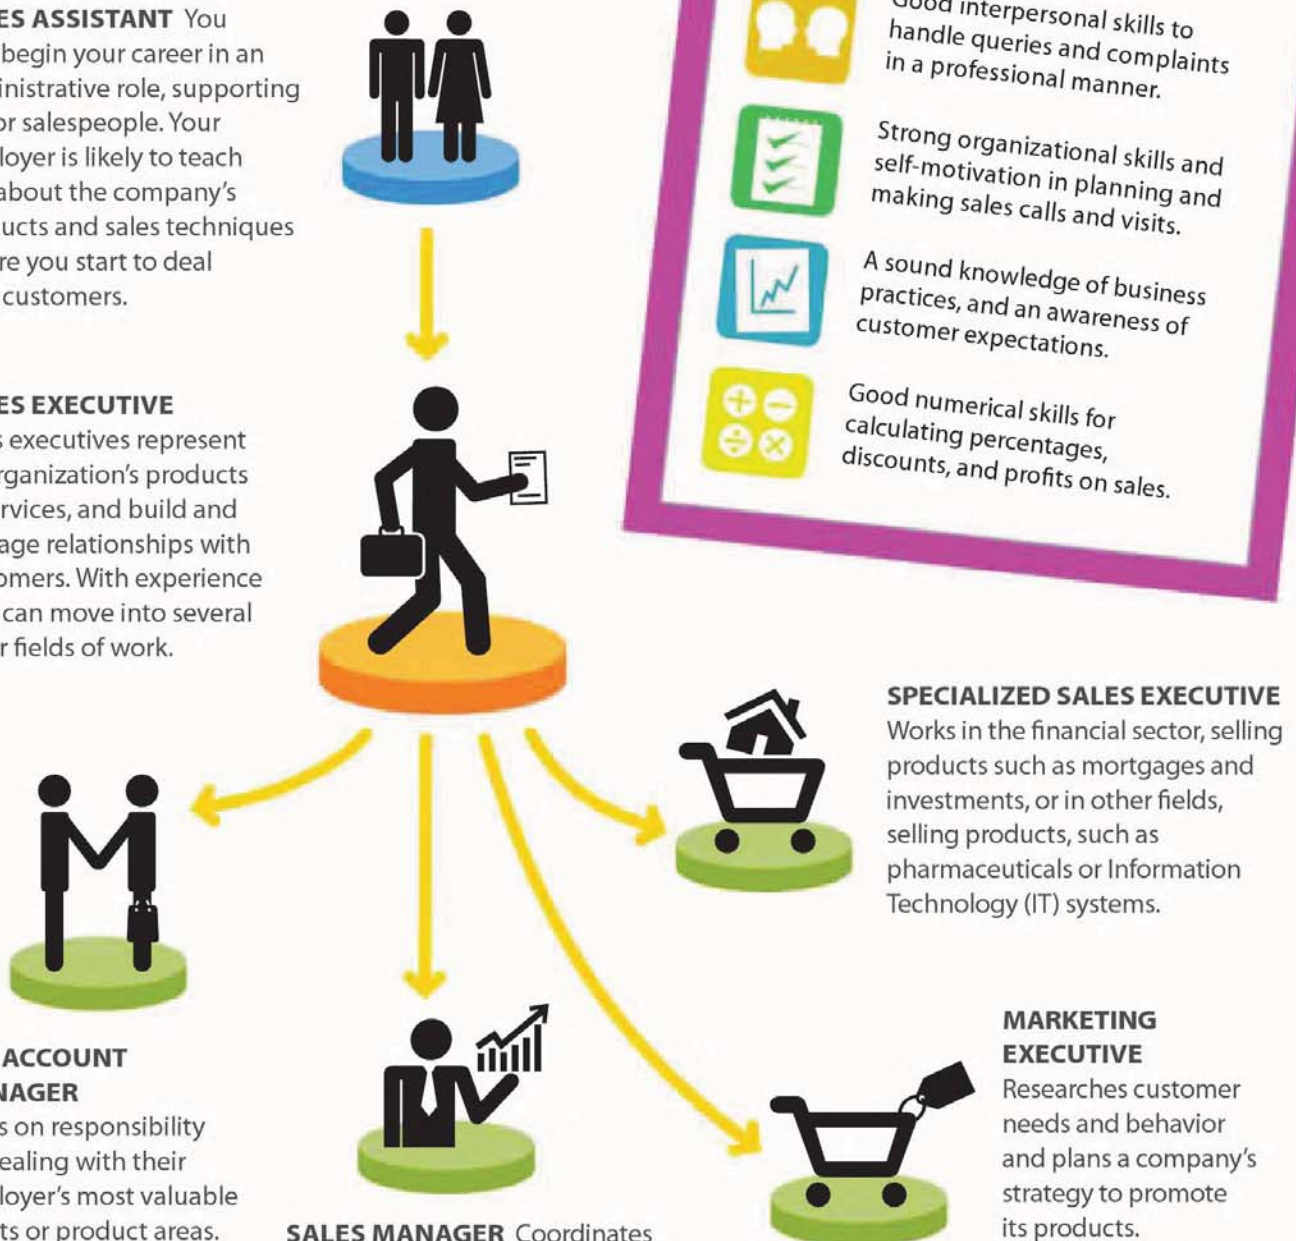 ES ASSISTANT You
begin your career in an
inistrative role, supporting
or salespeople. Your
loyer is likely to teach
about the company's
ucts and sales techniques
re you start to deal
customers.
Good interpersonal skills to
handle queries and complaints
in a professional manner.
Strong organizational skills and
self-motivation in planning and
making sales calls and visits.
A sound knowledge of business
practices, and an awareness of
customer expectations.
Good numerical skills for
calculating percentages,
discounts, and profits on sales.
ES EXECUTIVE
s executives represent
rganization's products
rvices, and build and
age relationships with
omers. With experience
can move into several
r fields of work.
SPECIALIZED SALES EXECUTIVE
Works in the financial sector, selling
products such as mortgages and
investments, or in other fields,
selling products, such as
pharmaceuticals or Information
Technology (IT) systems.
ACCOUNT
NAGER
s on responsibility
ealing with their
loyer's most valuable
ts or product areas.
SALES MANAGER Coordinates
MARKETING
EXECUTIVE
Researches customer
needs and behavior
and plans a company's
strategy to promote
its products.